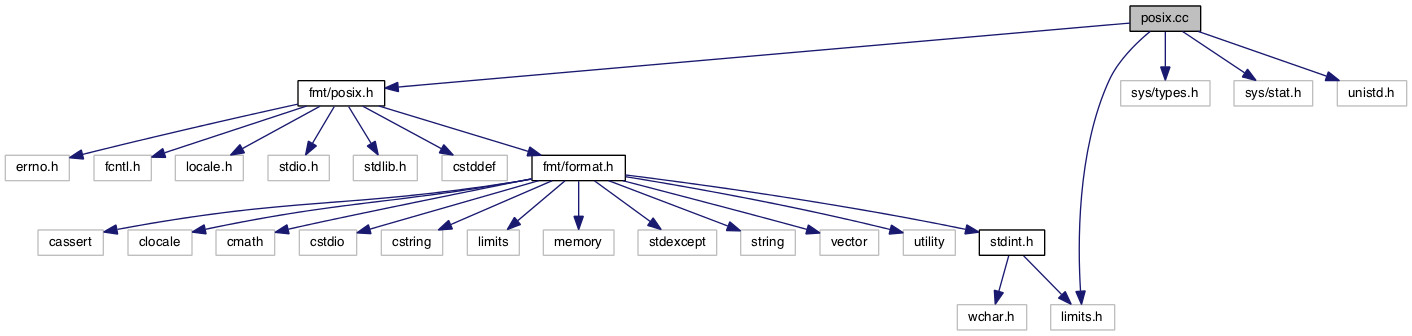 posix.cc
fmt/posix.h
sys/types.h
sys/stat.h
unistd.h
errno.h
fcntl.h
locale.h
stdio.h
stdlib.h
cstddef
fmt/format.h
cassert
clocale
cmath
cstdio
cstring
limits
memory
stdexcept
string
vector
utility
stdint.h
wchar.h
limits.h